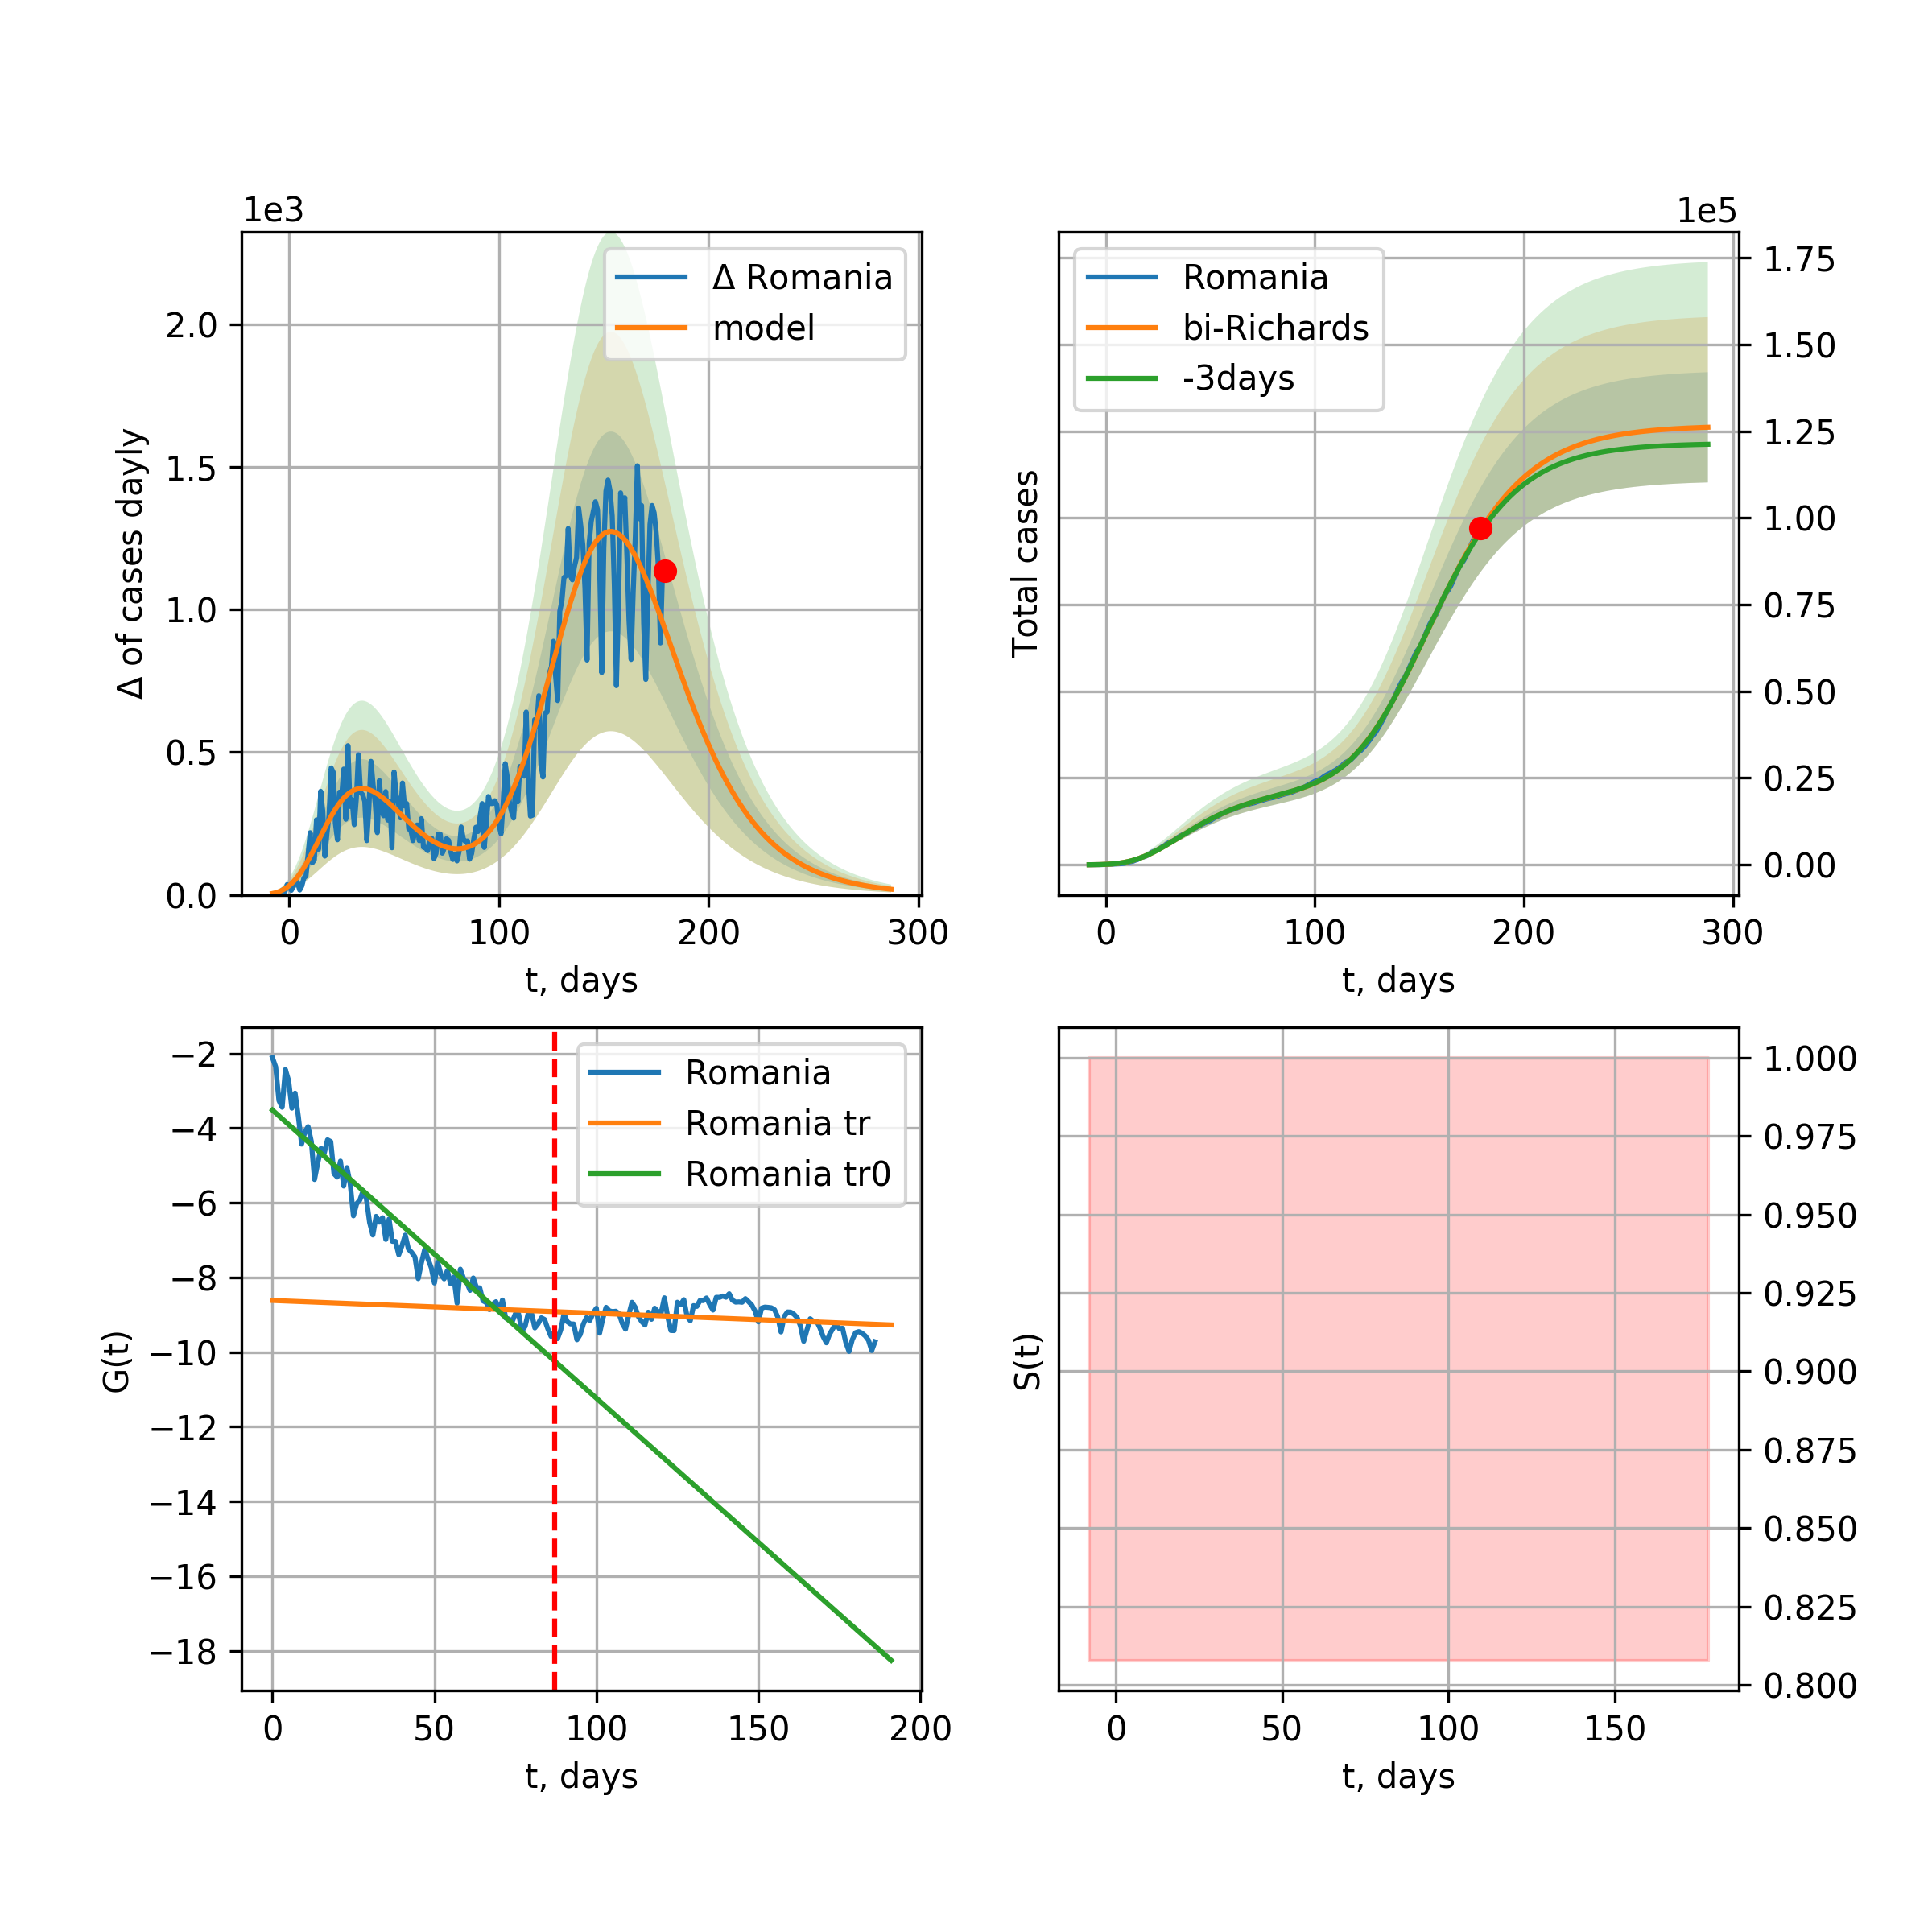 1e3
Δ Romania
model
Δ of cases dayly
2.0
1.5
1.0
0.5
0.0
0 100 200 300
t, days
1e5
Romania
bi-Richards
-3days
Total cases
1.75
1.50
1.25
1.00
0.75
0.50
0.25
0.00
0 100 200 300
t, days
Romania
Romania tr
Romania tr0
G(t)
−2
−4
−6
−8
−10
−12
−14
−16
−18
0 50 100 150 200
t, days
S(t)
1.000
0.975
0.950
0.925
0.900
0.875
0.850
0.825
0.800
0 50 100 150
t, days